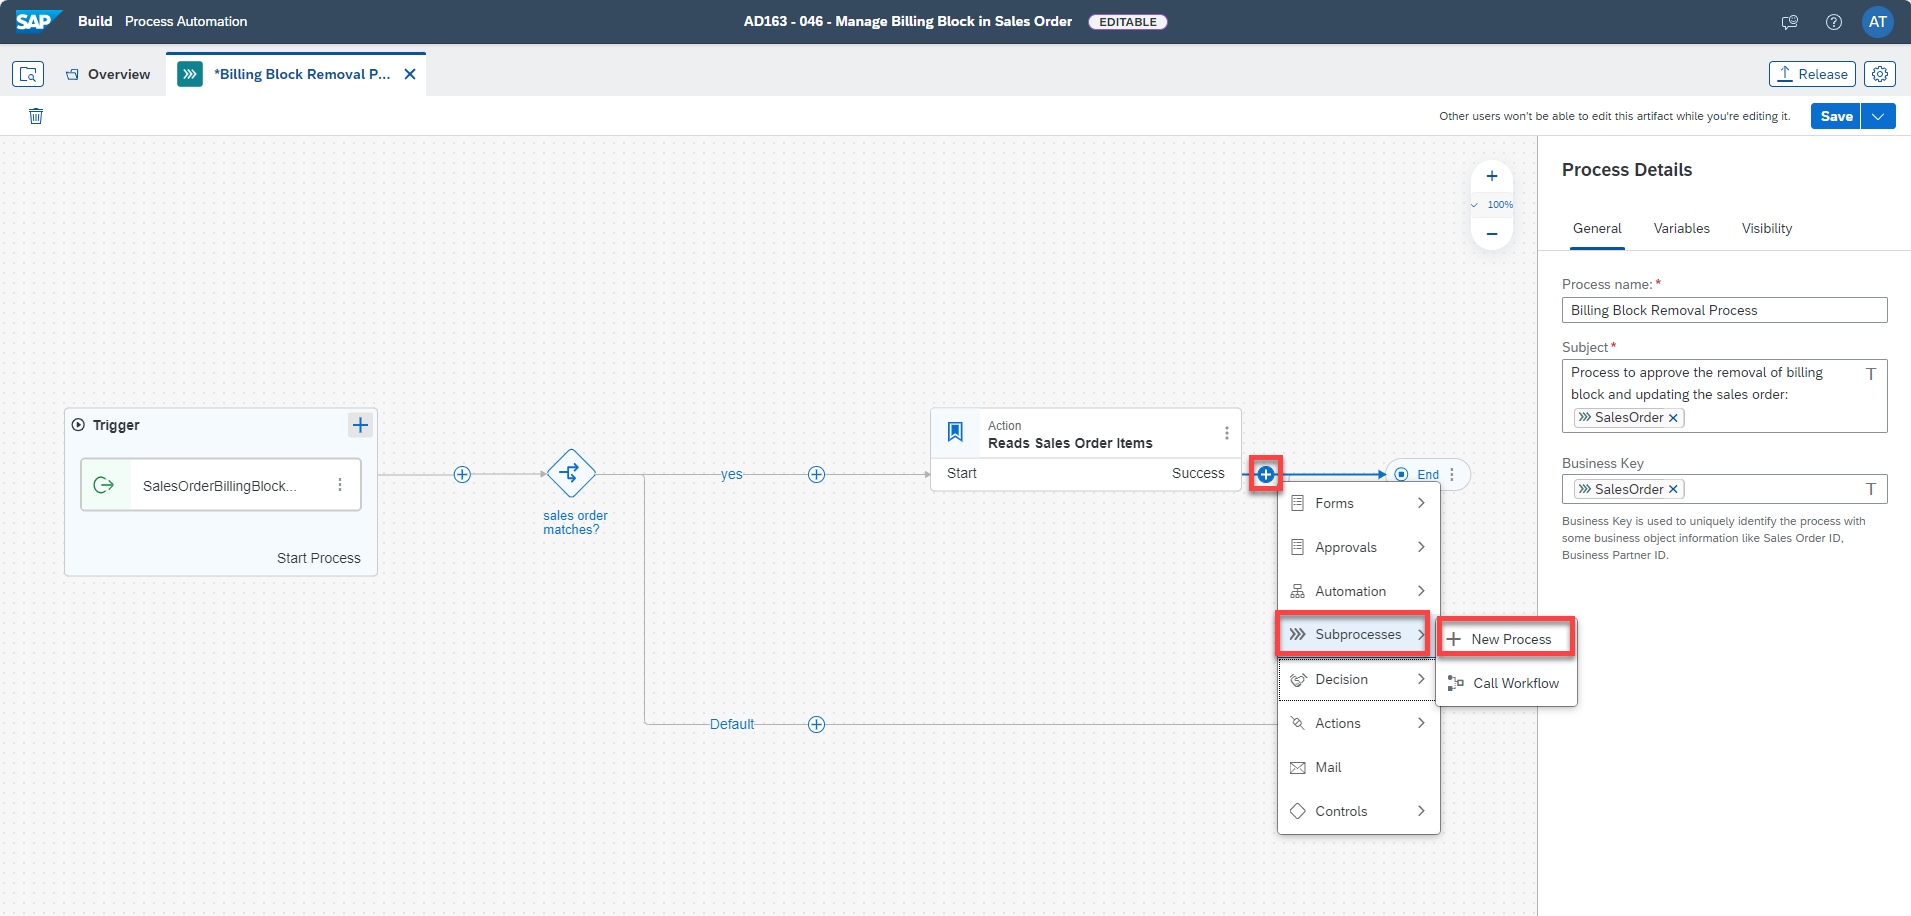 SAP Build Process Automation
AD163 - 046 - Manage Billing Block in Sales Order EDITABLE
AT
Overview
*Billing Block Removal P...
Release
Other users won't be able to edit this artifact while you're editing it.
Save
100%
Trigger
SalesOrderBillingBlock...
Start Process
sales order
matches?
yes
Default
Action
Reads Sales Order Items
Start
Success
End
Forms
Approvals
Automation
Subprocesses
Decision
Actions
Mail
Controls
New Process
Call Workflow
Process Details
General
Variables
Visibility
Process name: *
Billing Block Removal Process
Subject *
Process to approve the removal of billing
block and updating the sales order:
SalesOrder
T
Business Key
SalesOrder
T
Business Key is used to uniquely identify the process with
some business object information like Sales Order ID,
Business Partner ID.